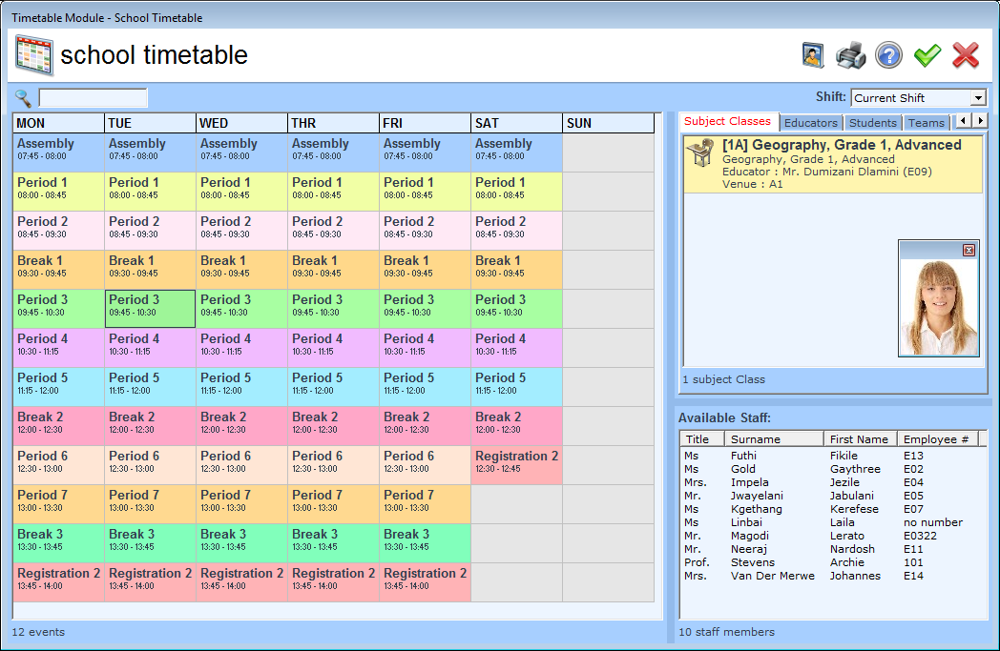 Timetable Module - School Timetable
school timetable
Shift: Current Shift
MON TUE WED THR FRI SAT SUN
Assembly Assembly Assembly Assembly Assembly Assembly
07:45 - 08:00 07:45 - 08:00 07:45 - 08:00 07:45 - 08:00 07:45 - 08:00 07:45 - 08:00
Period 1 Period 1 Period 1 Period 1 Period 1 Period 1
08:00 - 08:45 08:00 - 08:45 08:00 - 08:45 08:00 - 08:45 08:00 - 08:45 08:00 - 08:45
Period 2 Period 2 Period 2 Period 2 Period 2 Period 2
08:45 - 09:30 08:45 - 09:30 08:45 - 09:30 08:45 - 09:30 08:45 - 09:30 08:45 - 09:30
Break 1 Break 1 Break 1 Break 1 Break 1 Break 1
09:30 - 09:45 09:30 - 09:45 09:30 - 09:45 09:30 - 09:45 09:30 - 09:45 09:30 - 09:45
Period 3 Period 3 Period 3 Period 3 Period 3 Period 3
09:45 - 10:30 09:45 - 10:30 09:45 - 10:30 09:45 - 10:30 09:45 - 10:30 09:45 - 10:30
Period 4 Period 4 Period 4 Period 4 Period 4 Period 4
10:30 - 11:15 10:30 - 11:15 10:30 - 11:15 10:30 - 11:15 10:30 - 11:15 10:30 - 11:15
Period 5 Period 5 Period 5 Period 5 Period 5 Period 5
11:15 - 12:00 11:15 - 12:00 11:15 - 12:00 11:15 - 12:00 11:15 - 12:00 11:15 - 12:00
Break 2 Break 2 Break 2 Break 2 Break 2 Break 2
12:00 - 12:30 12:00 - 12:30 12:00 - 12:30 12:00 - 12:30 12:00 - 12:30 12:00 - 12:30
Period 6 Period 6 Period 6 Period 6 Period 6 Registration 2
12:30 - 13:00 12:30 - 13:00 12:30 - 13:00 12:30 - 13:00 12:30 - 13:00 12:30 - 12:45
Period 7 Period 7 Period 7 Period 7 Period 7
13:00 - 13:30 13:00 - 13:30 13:00 - 13:30 13:00 - 13:30 13:00 - 13:30
Break 3 Break 3 Break 3 Break 3 Break 3
13:30 - 13:45 13:30 - 13:45 13:30 - 13:45 13:30 - 13:45 13:30 - 13:45
Registration 2 Registration 2 Registration 2 Registration 2 Registration 2
13:45 - 14:00 13:45 - 14:00 13:45 - 14:00 13:45 - 14:00 13:45 - 14:00
12 events
Subject Classes Educators Students Teams
[1A] Geography, Grade 1, Advanced
Geography, Grade 1, Advanced
Educator : Mr. Dumizani Dlamini (E09)
Venue : A1
1 subject Class
Available Staff:
Title Surname First Name Employee #
Ms Futhi Fikile E13
Ms Gold Gaythree E02
Mrs. Impela Jezile E04
Mr. Jwayelani Jabulani E05
Ms Kgethang Kerefese E07
Ms Linbai Laila no number
Mr. Magodi Lerato E0322
Mr. Neeraj Nardosh E11
Prof. Stevens Archie 101
Mrs. Van Der Merwe Johannes E14
10 staff members